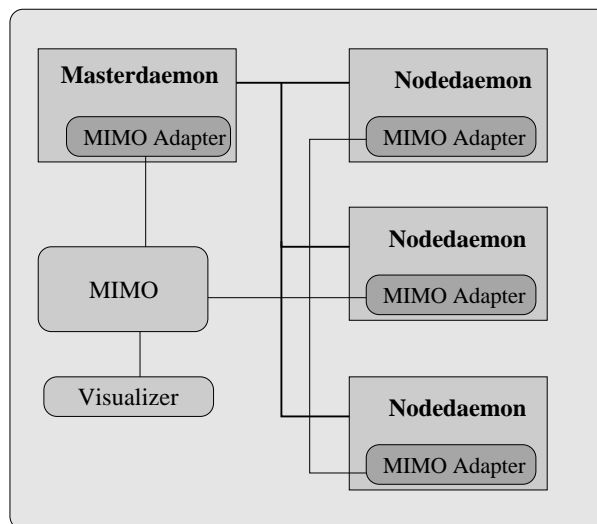 Masterdaemon
MIMO Adapter
Nodedaemon
MIMO Adapter
MIMO
Nodedaemon
MIMO Adapter
Visualizer
Nodedaemon
MIMO Adapter